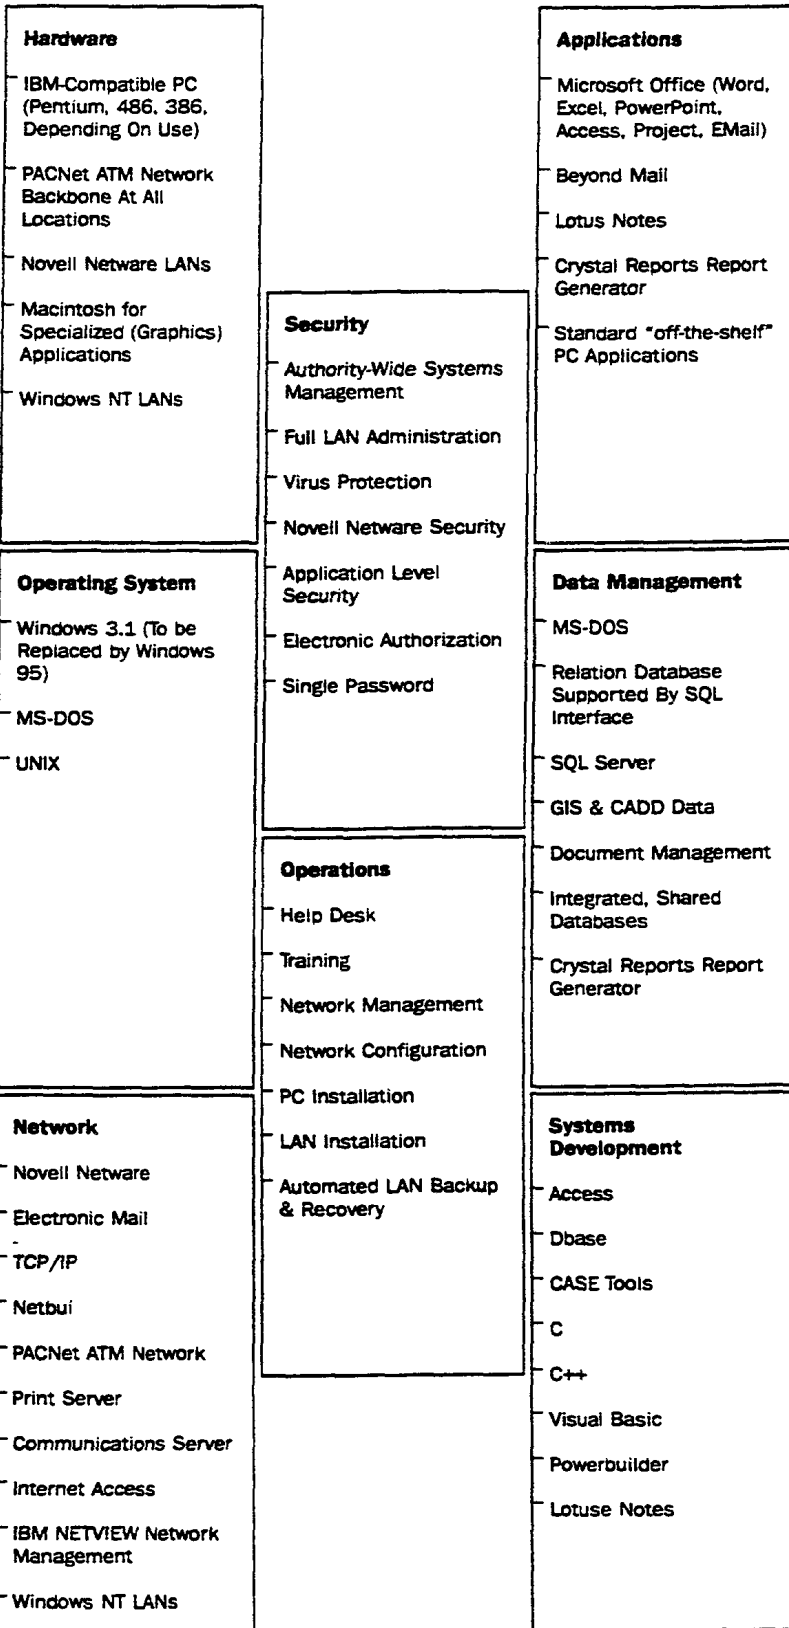 Hardware
IBM-Compatible PC
(Pentium, 486, 386,
Depending On Use)
PACNet ATM Network
Backbone At All
Locations
Novell Netware LANs
Macintosh for
Specialized (Graphics)
Applications
Windows NT LANs
Operating System
Windows 3.1 (To be
Replaced by Windows
95)
MS-DOS
UNIX
Network
Novell Netware
Electronic Mail
TCP/IP
Netbui
PACNet ATM Network
Print Server
Communications Server
Internet Access
IBM NETVIEW Network
Management
Windows NT LANs
Security
Authority-Wide Systems
Management
Full LAN Administration
Virus Protection
Novell Netware Security
Application Level
Security
Electronic Authorization
Single Password
Operations
Help Desk
Training
Network Management
Network Configuration
PC Installation
LAN Installation
Automated LAN Backup
& Recovery
Applications
Microsoft Office (Word,
Excel, PowerPoint,
Access, Project, EMail)
Beyond Mail
Lotus Notes
Crystal Reports Report
Generator
Standard "off-the-shelf"
PC Applications
Data Management
MS-DOS
Relation Database
Supported By SQL
Interface
SQL Server
GIS & CADD Data
Document Management
Integrated, Shared
Databases
Crystal Reports Report
Generator
Systems
Development
Access
Dbase
CASE Tools
C
C++
Visual Basic
Powerbuilder
Lotuse Notes